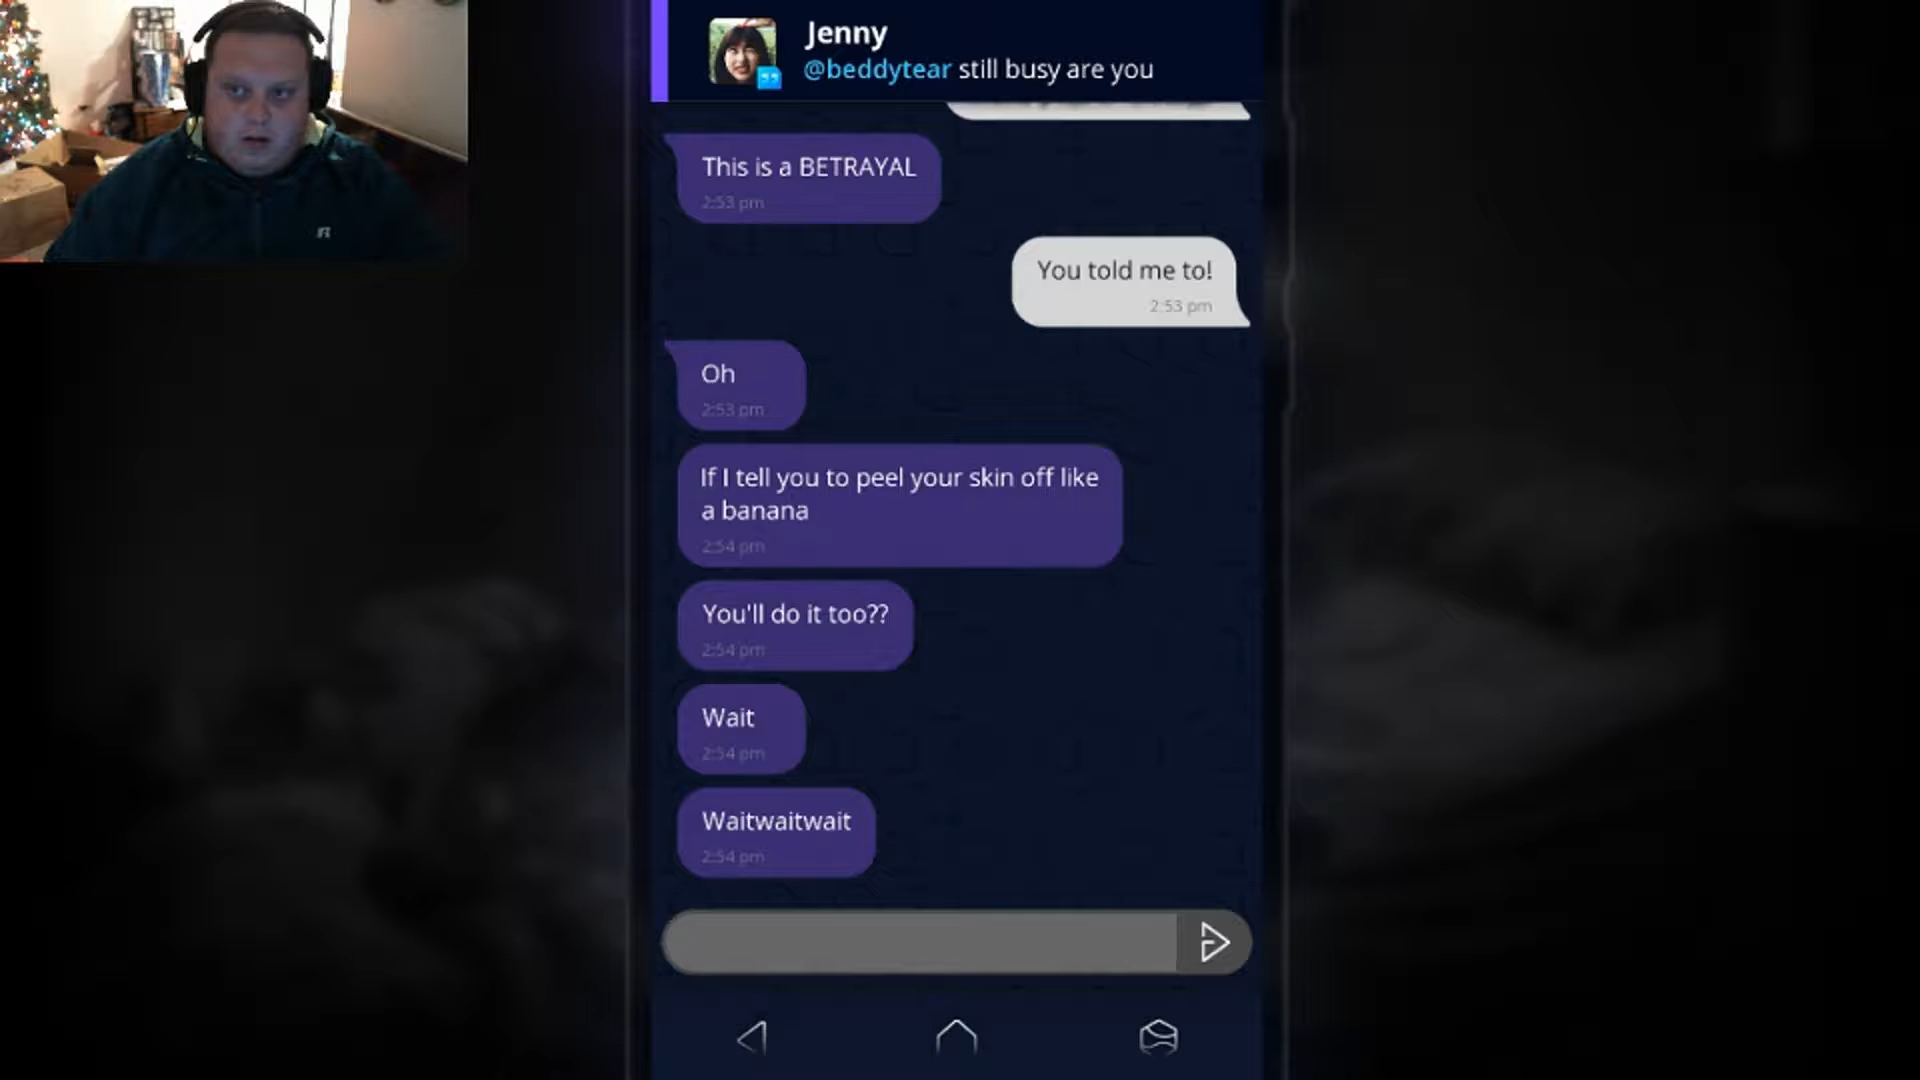 Jenny
@beddytear still busy are you
This is a BETRAYAL
2:53 pm
You told me to!
2:53 pm
Oh
2:53 pm
If I tell you to peel your skin off like
a banana
2:54 pm
You'll do it too??
2:54 pm
Wait
2:54 pm
Waitwaitwait
2:54 pm